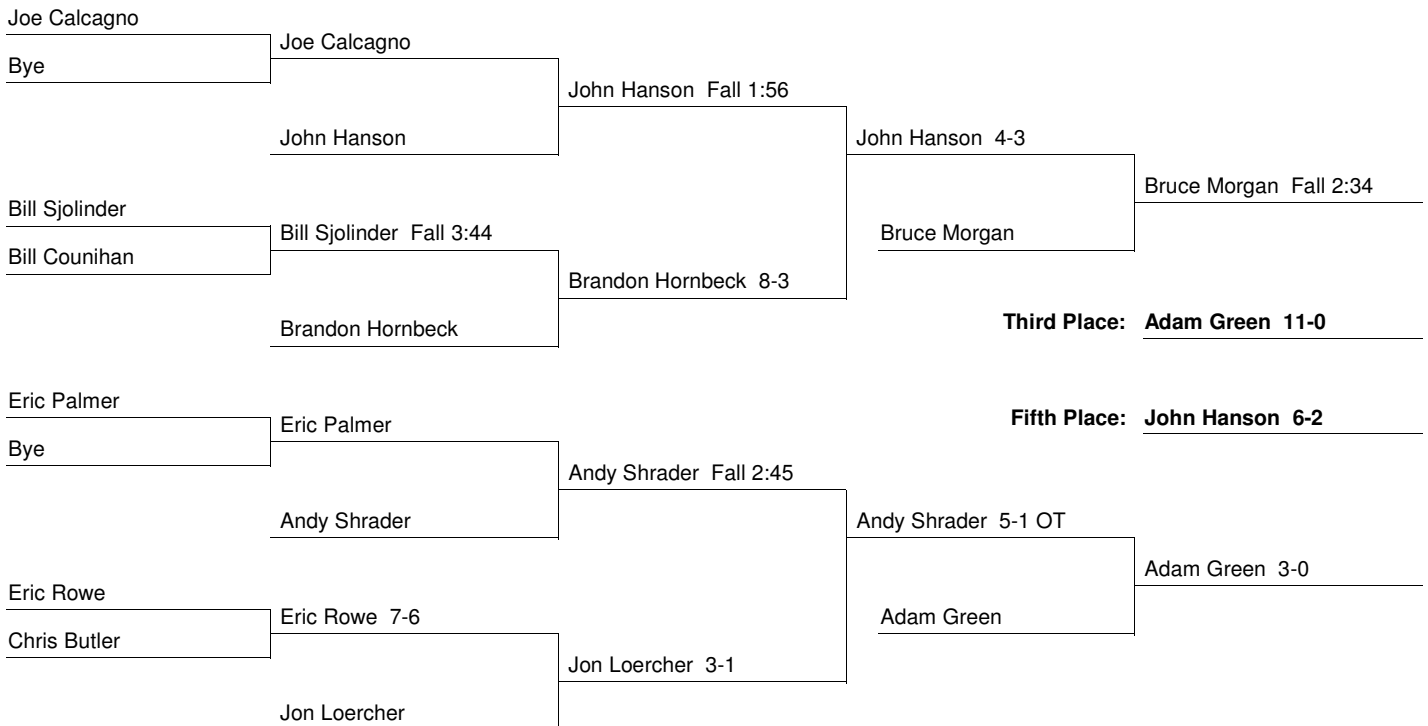 Joe Calcagno
Joe Calcagno
Bye
John Hanson Fall 1:56
John Hanson
John Hanson 4-3
Bruce Morgan Fall 2:34
Bill Sjolinder
Bill Sjolinder Fall 3:44
Bruce Morgan
Bill Counihan
Brandon Hornbeck 8-3
Brandon Hornbeck
Third Place: Adam Green 11-0
Eric Palmer
Eric Palmer
Fifth Place: John Hanson 6-2
Bye
Andy Shrader Fall 2:45
Andy Shrader
Andy Shrader 5-1 OT
Adam Green 3-0
Eric Rowe
Eric Rowe 7-6
Adam Green
Chris Butler
Jon Loercher 3-1
Jon Loercher